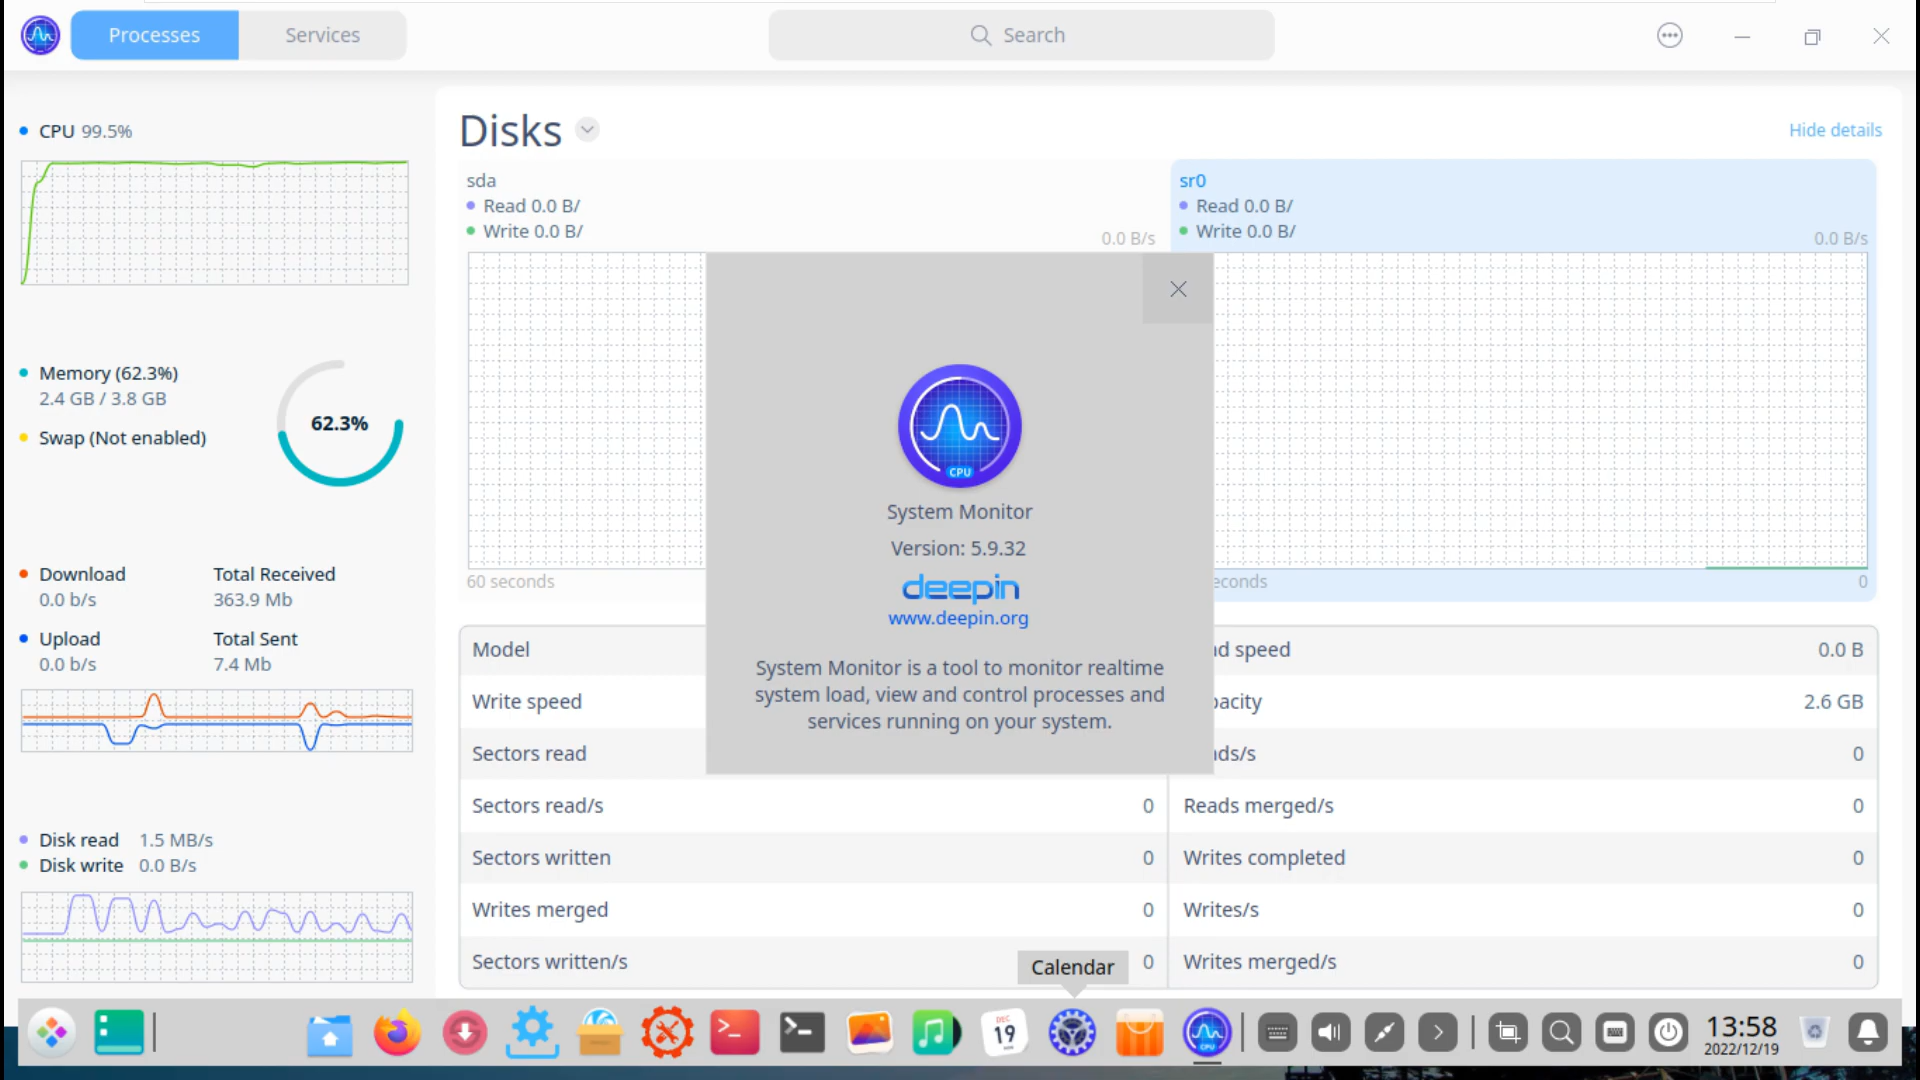 Processes
Services
Search
CPU 99.5%
Memory (62.3%)
2.4 GB / 3.8 GB
Swap (Not enabled)
62.3%
Download
0.0 b/s
Total Received
363.9 Mb
Upload
0.0 b/s
Total Sent
7.4 Mb
Disk read 1.5 MB/s
Disk write 0.0 B/s
Disks
Hide details
sda
Read 0.0 B/
Write 0.0 B/
0.0 B/s
60 seconds
sr0
Read 0.0 B/
Write 0.0 B/
0.0 B/s
econds
0
CPU
System Monitor
Version: 5.9.32
deepin
www.deepin.org
System Monitor is a tool to monitor realtime
system load, view and control processes and
services running on your system.
Model
d speed 0.0 B
Write speed
acity 2.6 GB
Sectors read
ds/s 0
Sectors read/s 0
Reads merged/s 0
Sectors written 0
Writes completed 0
Writes merged 0
Writes/s 0
Sectors written/s 0
Writes merged/s 0
Calendar
DEC
19
CPU
13:58
2022/12/19